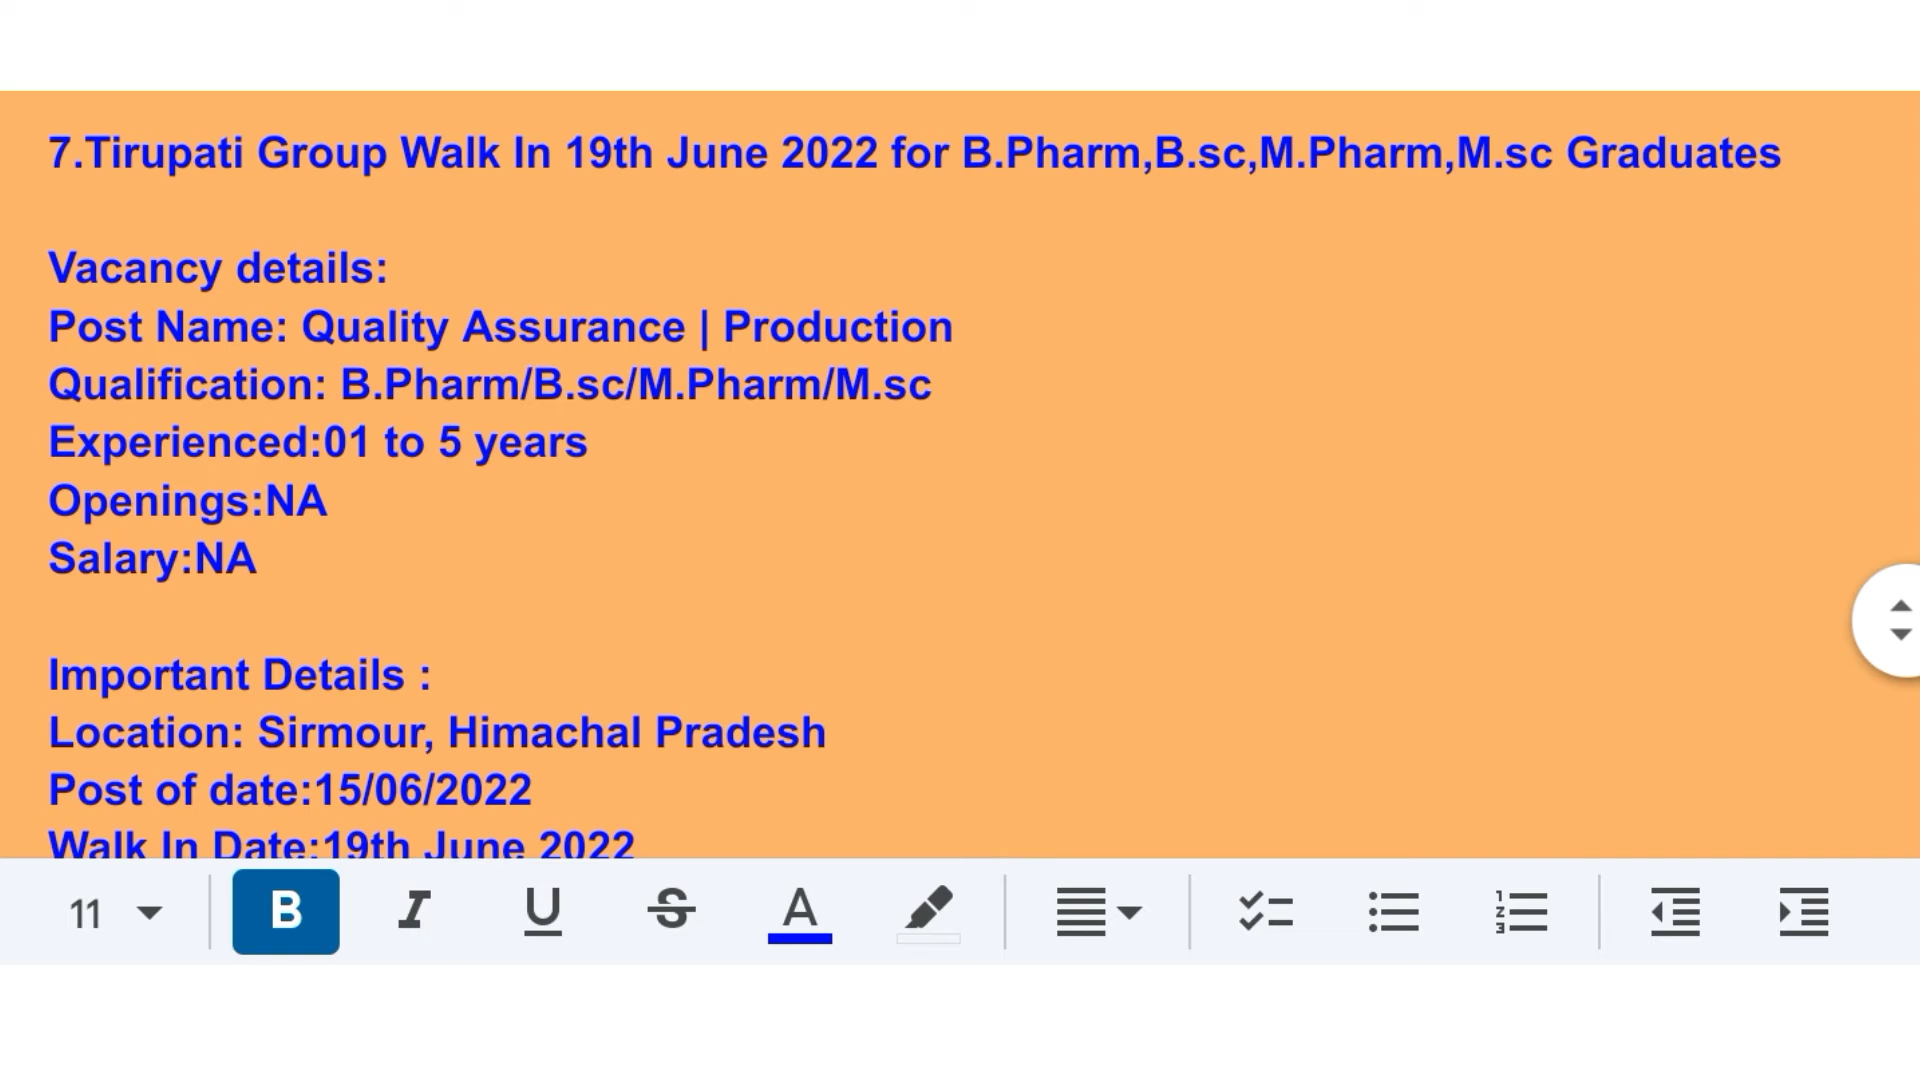 7.Tirupati Group Walk In 19th June 2022 for B.Pharm,B.sc,M.Pharm,M.sc Graduates
Vacancy details:
Post Name: Quality Assurance | Production
Qualification: B.Pharm/B.sc/M.Pharm/M.sc
Experienced:01 to 5 years
Openings:NA
Salary:NA
Important Details :
Location: Sirmour, Himachal Pradesh
Post of date:15/06/2022
Walk In Date:19th June 2022
11 B I U S A